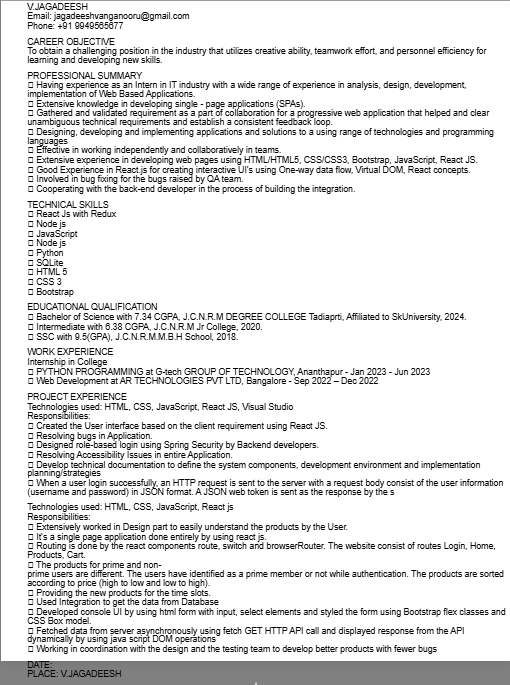 V.JAGADEESH
Email: jagadeeshvanganooru@gmail.com
Phone: +91 9949565677
CAREER OBJECTIVE
To obtain a challenging position in the industry that utilizes creative ability, teamwork effort, and personnel efficiency for
learning and developing new skills.
PROFESSIONAL SUMMARY
▯ Having experience as an Intern in IT industry with a wide range of experience in analysis, design, development,
implementation of Web Based Applications.
▯ Extensive knowledge in developing single - page applications (SPAs).
▯ Gathered and validated requirement as a part of collaboration for a progressive web application that helped and clear
unambiguous technical requirements and establish a consistent feedback loop.
▯ Designing, developing and implementing applications and solutions to a using range of technologies and programming
languages
▯ Effective in working independently and collaboratively in teams.
▯ Extensive experience in developing web pages using HTML/HTML5, CSS/CSS3, Bootstrap, JavaScript, React JS.
▯ Good Experience in React.js for creating interactive UI's using One-way data flow, Virtual DOM, React concepts.
▯ Involved in bug fixing for the bugs raised by QA team.
▯ Cooperating with the back-end developer in the process of building the integration.
TECHNICAL SKILLS
▯ React Js with Redux
▯ Node js
▯ JavaScript
▯ Node js
▯ Python
▯ SQLite
▯ HTML 5
▯ CSS 3
▯ Bootstrap
EDUCATIONAL QUALIFICATION
▯ Bachelor of Science with 7.34 CGPA, J.C.N.R.M DEGREE COLLEGE Tadiaprti, Affiliated to SkUniversity, 2024.
▯ Intermediate with 6.38 CGPA, J.C.N.R.M Jr College, 2020.
▯ SSC with 9.5(GPA), J.C.N.R.M.M.B.H School, 2018.
WORK EXPERIENCE
Internship in College
▯ PYTHON PROGRAMMING at G-tech GROUP OF TECHNOLOGY, Ananthapur - Jan 2023 - Jun 2023
▯ Web Development at AR TECHNOLOGIES PVT LTD, Bangalore - Sep 2022 – Dec 2022
PROJECT EXPERIENCE
Technologies used: HTML, CSS, JavaScript, React JS, Visual Studio
Responsibilities:
▯ Created the User interface based on the client requirement using React JS.
▯ Resolving bugs in Application.
▯ Designed role-based login using Spring Security by Backend developers.
▯ Resolving Accessibility Issues in entire Application.
▯ Develop technical documentation to define the system components, development environment and implementation
planning/strategies
▯ When a user login successfully, an HTTP request is sent to the server with a request body consist of the user information
(username and password) in JSON format. A JSON web token is sent as the response by the s
Technologies used: HTML, CSS, JavaScript, React js
Responsibilities:
▯ Extensively worked in Design part to easily understand the products by the User.
▯ It's a single page application done entirely by using react js.
▯ Routing is done by the react components route, switch and browserRouter. The website consist of routes Login, Home,
Products, Cart.
▯ The products for prime and non-
prime users are different. The users have identified as a prime member or not while authentication. The products are sorted
according to price (high to low and low to high).
▯ Providing the new products for the time slots.
▯ Used Integration to get the data from Database
▯ Developed console UI by using html form with input, select elements and styled the form using Bootstrap flex classes and
CSS Box model.
▯ Fetched data from server asynchronously using fetch GET HTTP API call and displayed response from the API
dynamically by using java script DOM operations
▯ Working in coordination with the design and the testing team to develop better products with fewer bugs
DATE:
PLACE: V.JAGADEESH